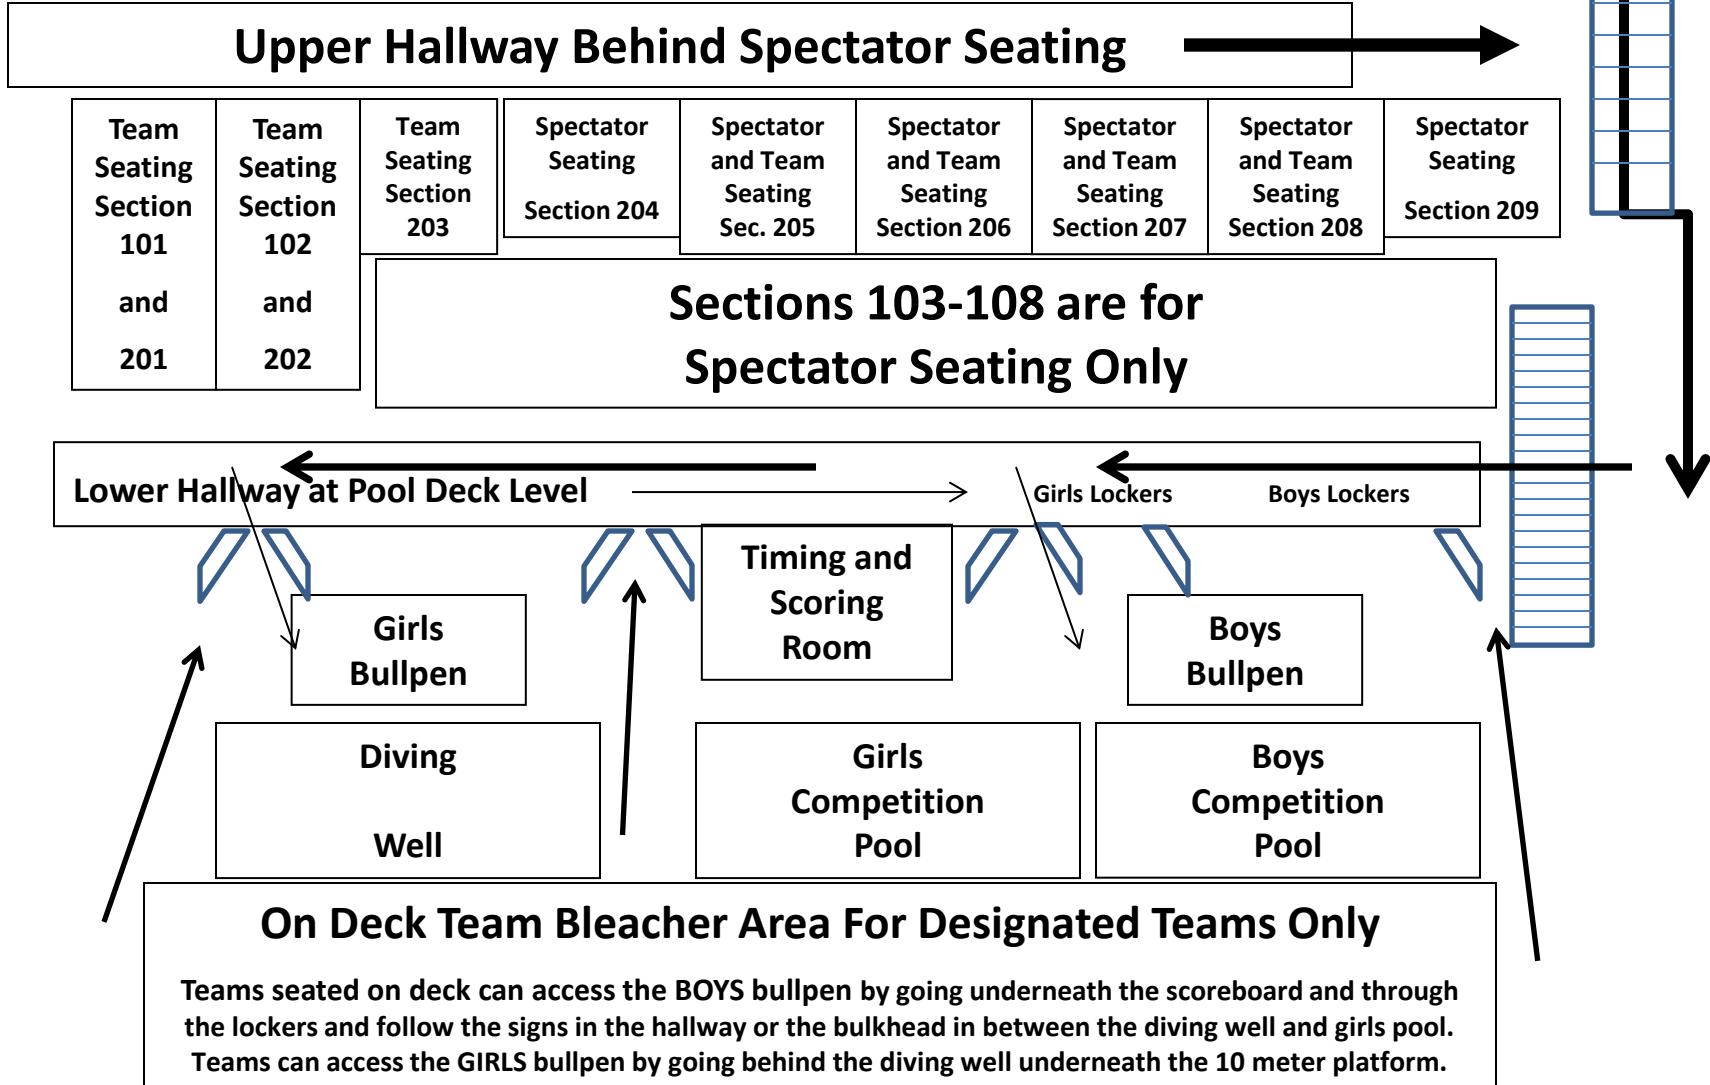 Upper Hallway Behind Spectator Seating
Team
Seating
Section
101
and
201
Team
Seating
Section
102
and
202
Team
Seating
Section
203
Spectator
Seating
Section 204
Spectator
and Team
Seating
Sec. 205
Spectator
and Team
Seating
Section 206
Spectator
and Team
Seating
Section 207
Spectator
and Team
Seating
Section 208
Spectator
Seating
Section 209
Sections 103-108 are for
Spectator Seating Only
Lower Hallway at Pool Deck Level
Girls Lockers
Boys Lockers
Girls
Bullpen
Timing and
Scoring
Room
Boys
Bullpen
Diving
Well
Girls
Competition
Pool
Boys
Competition
Pool
On Deck Team Bleacher Area For Designated Teams Only
Teams seated on deck can access the BOYS bullpen by going underneath the scoreboard and through
the lockers and follow the signs in the hallway or the bulkhead in between the diving well and girls pool.
Teams can access the GIRLS bullpen by going behind the diving well underneath the 10 meter platform.